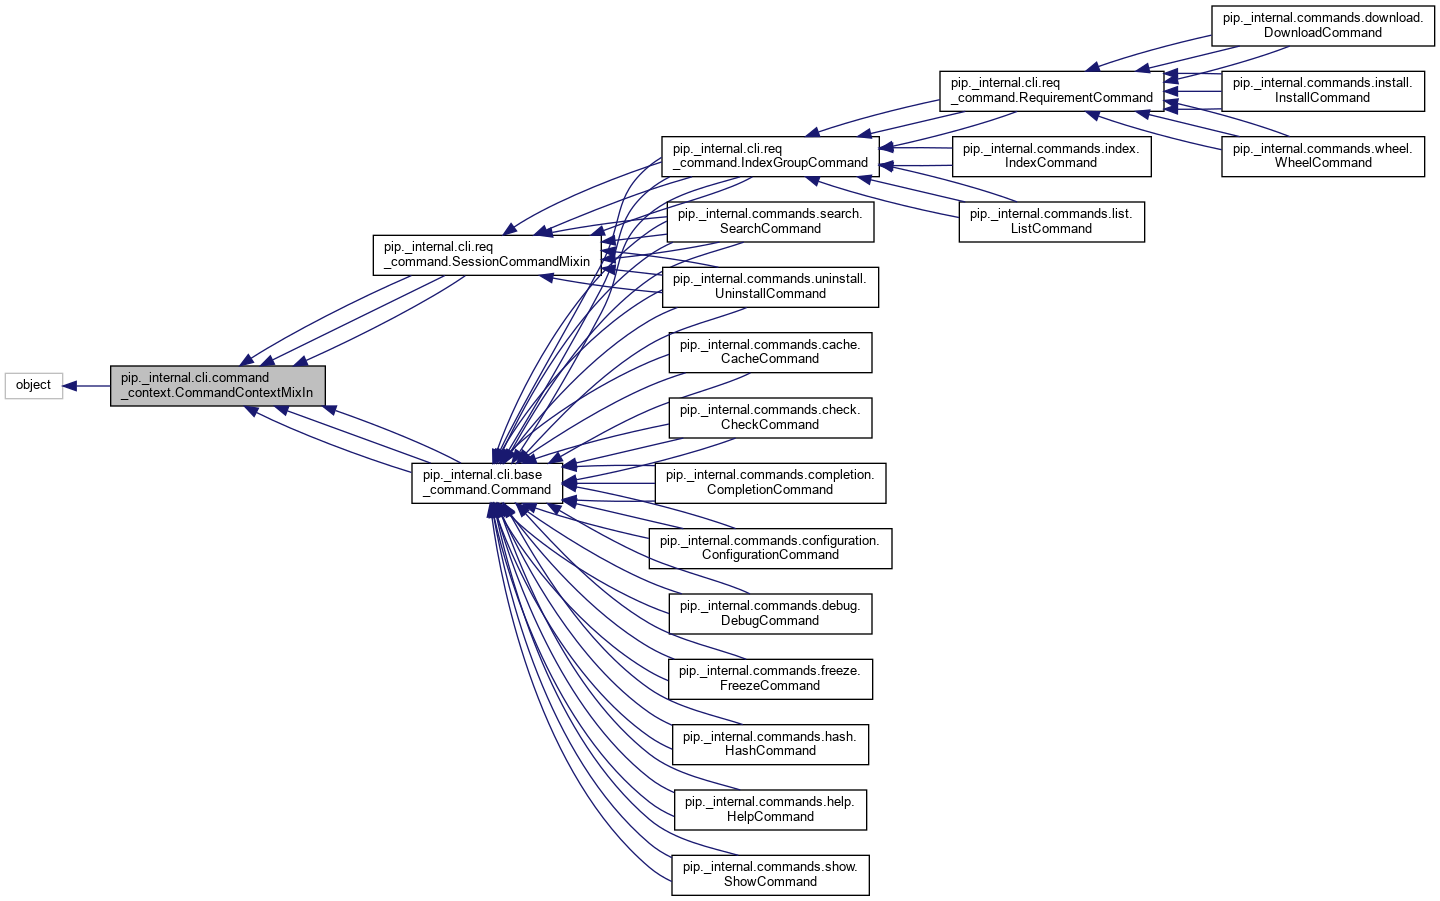 pip._internal.commands.download.
DownloadCommand
pip._internal.cli.req
_command.RequirementCommand
pip._internal.commands.install.
InstallCommand
pip._internal.cli.req
_command.IndexGroupCommand
pip._internal.commands.index.
IndexCommand
pip._internal.commands.wheel.
WheelCommand
pip._internal.commands.search.
SearchCommand
pip._internal.commands.list.
ListCommand
pip._internal.cli.req
_command.SessionCommandMixin
pip._internal.commands.uninstall.
UninstallCommand
pip._internal.commands.cache.
CacheCommand
object
pip._internal.cli.command
_context.CommandContextMixIn
pip._internal.commands.check.
CheckCommand
pip._internal.cli.base
_command.Command
pip._internal.commands.completion.
CompletionCommand
pip._internal.commands.configuration.
ConfigurationCommand
pip._internal.commands.debug.
DebugCommand
pip._internal.commands.freeze.
FreezeCommand
pip._internal.commands.hash.
HashCommand
pip._internal.commands.help.
HelpCommand
pip._internal.commands.show.
ShowCommand